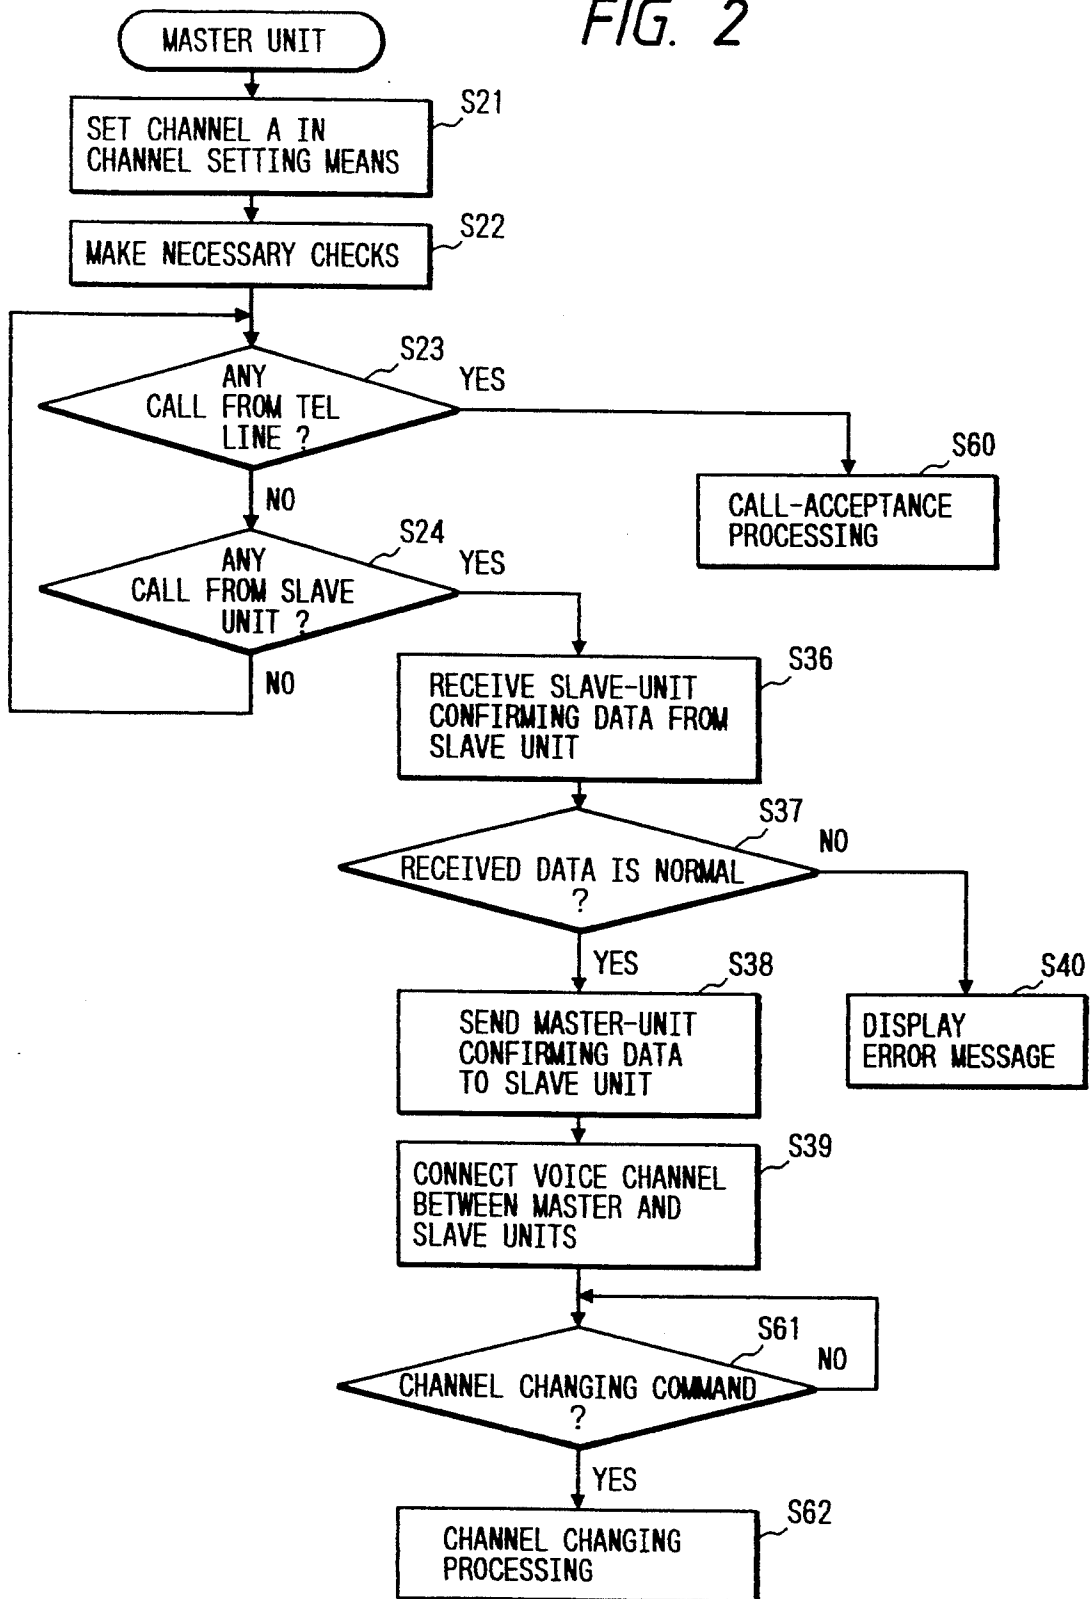 FIG. 2
MASTER UNIT
S21
SET CHANNEL A IN
CHANNEL SETTING MEANS
S22
MAKE NECESSARY CHECKS
S23
ANY
CALL FROM TEL
LINE ?
YES
NO
S60
CALL-ACCEPTANCE
PROCESSING
S24
ANY
CALL FROM SLAVE
UNIT ?
YES
NO
S36
RECEIVE SLAVE-UNIT
CONFIRMING DATA FROM
SLAVE UNIT
S37
RECEIVED DATA IS NORMAL
?
NO
YES
S38
SEND MASTER-UNIT
CONFIRMING DATA
TO SLAVE UNIT
S40
DISPLAY
ERROR MESSAGE
S39
CONNECT VOICE CHANNEL
BETWEEN MASTER AND
SLAVE UNITS
S61
CHANNEL CHANGING COMMAND
?
NO
YES
S62
CHANNEL CHANGING
PROCESSING